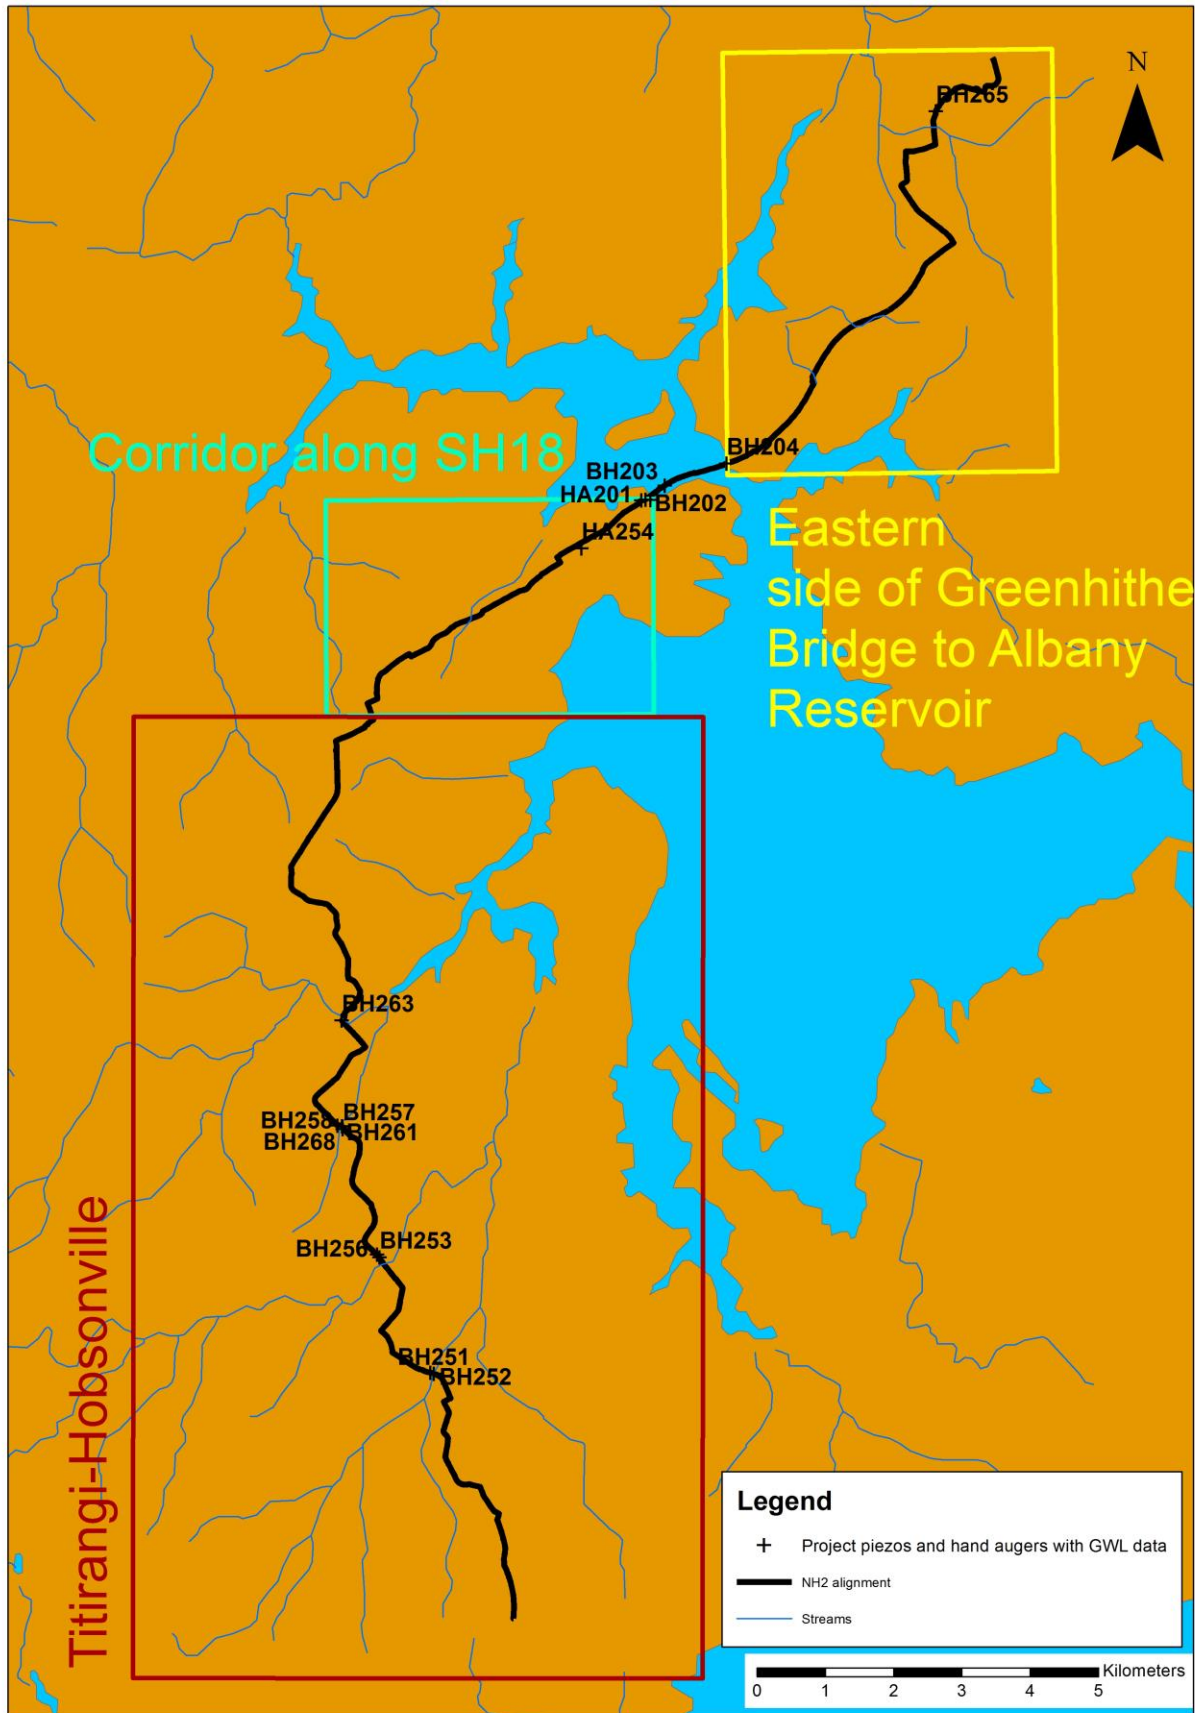 N
BH265
Corridor along SH18
BH204
BH203
HA201
BH202
HA254
Eastern
side of Greenhithe
Bridge to Albany
Reservoir
BH263
BH257
BH258
BH261
BH268
BH253
BH256
BH251
BH252
Titirangi-Hobsonville
Legend
Project piezos and hand augers with GWL data
NH2 alignment
Streams
Kilometers
0 1 2 3 4 5